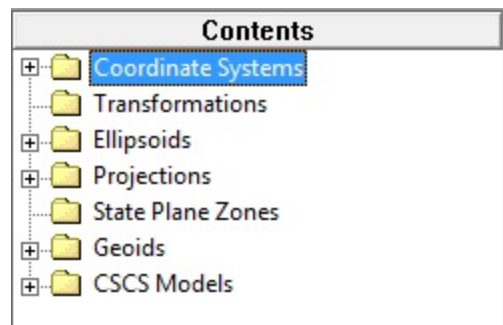 Contents
Coordinate Systems
Transformations
Ellipsoids
Projections
State Plane Zones
Geoids
CSCS Models